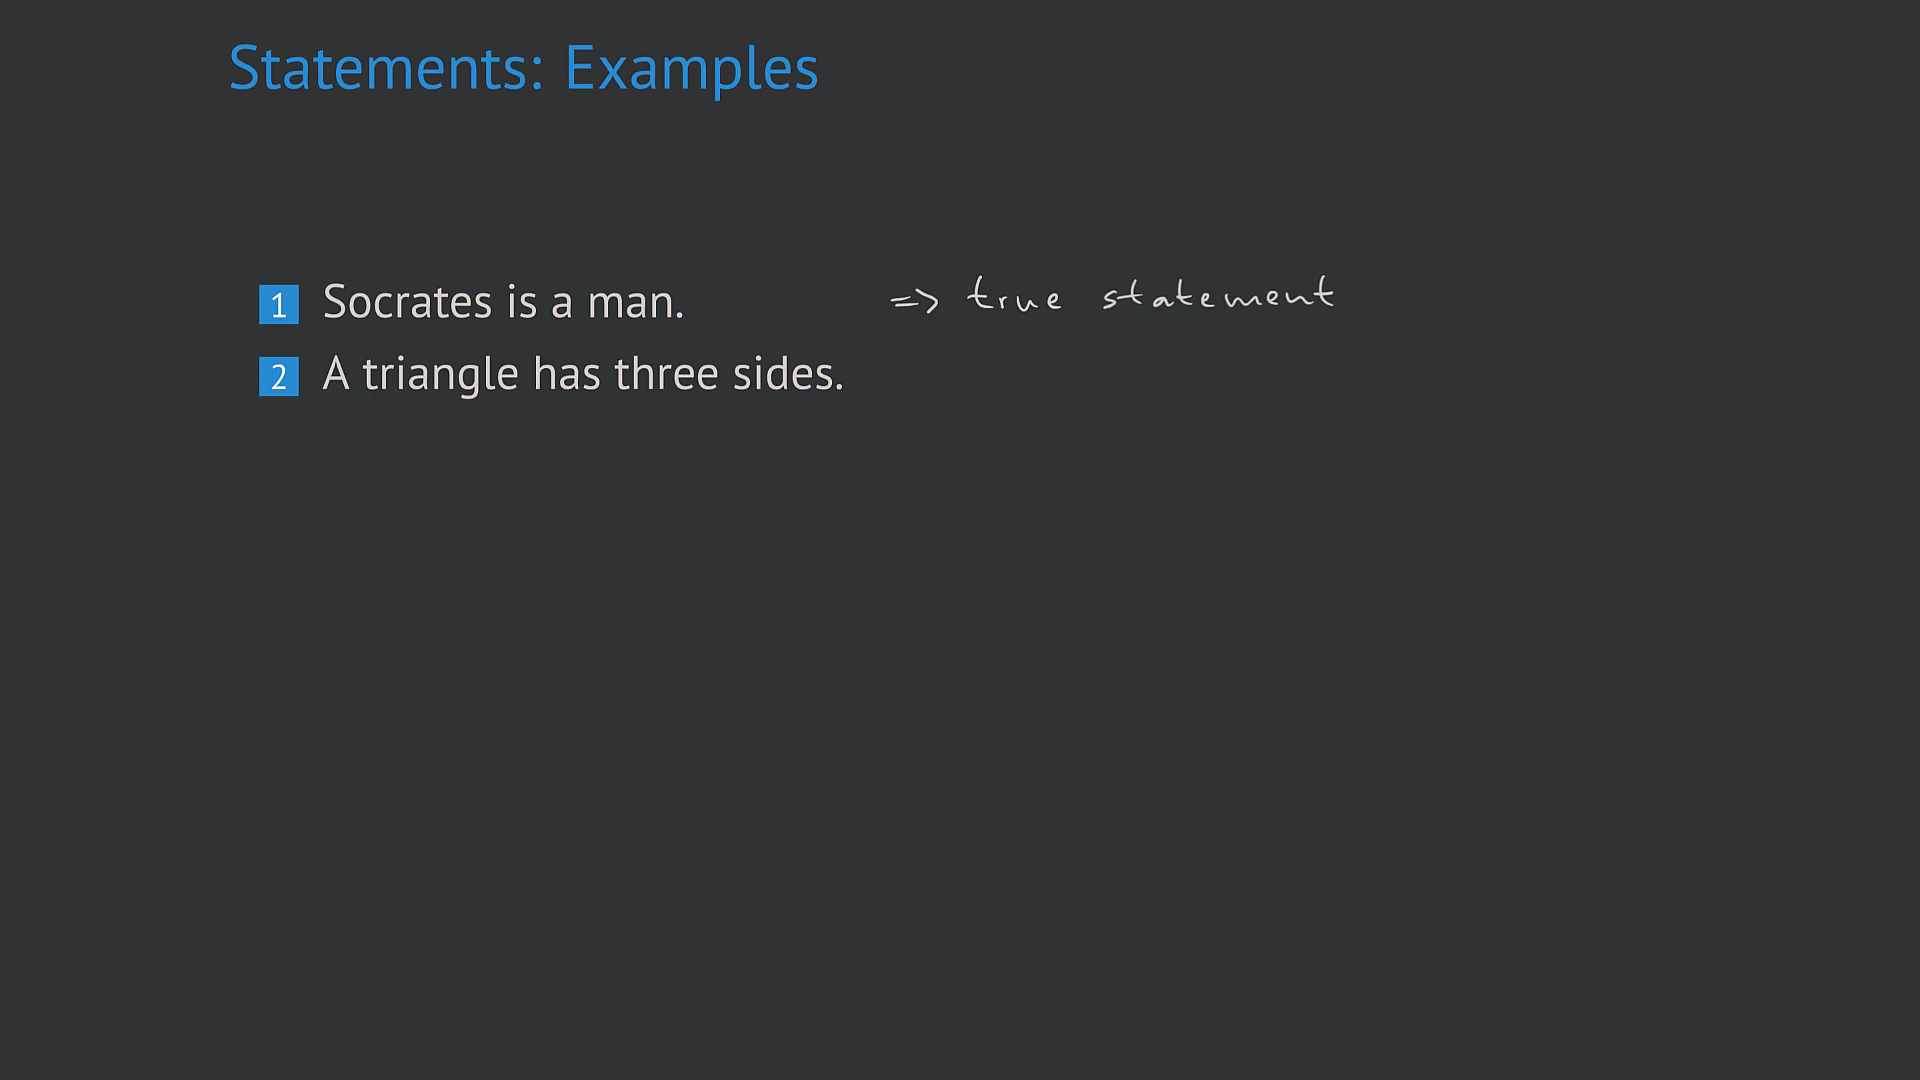 Statements: Examples
1 Socrates is a man. => true statement
2 A triangle has three sides.